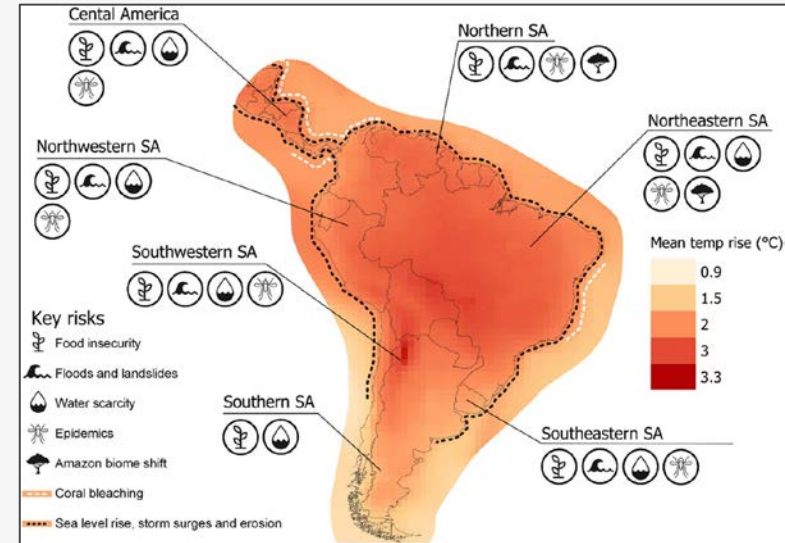 Cental America
Northern SA
Northwestern SA
Northeastern SA
Southwestern SA
Mean temp rise (°C)
0.9
1.5
2
3
3.3
Key risks
Food insecurity
Floods and landslides
Water scarcity
Epidemics
Amazon biome shift
Coral bleaching
Sea level rise, storm surges and erosion
Southern SA
Southeastern SA